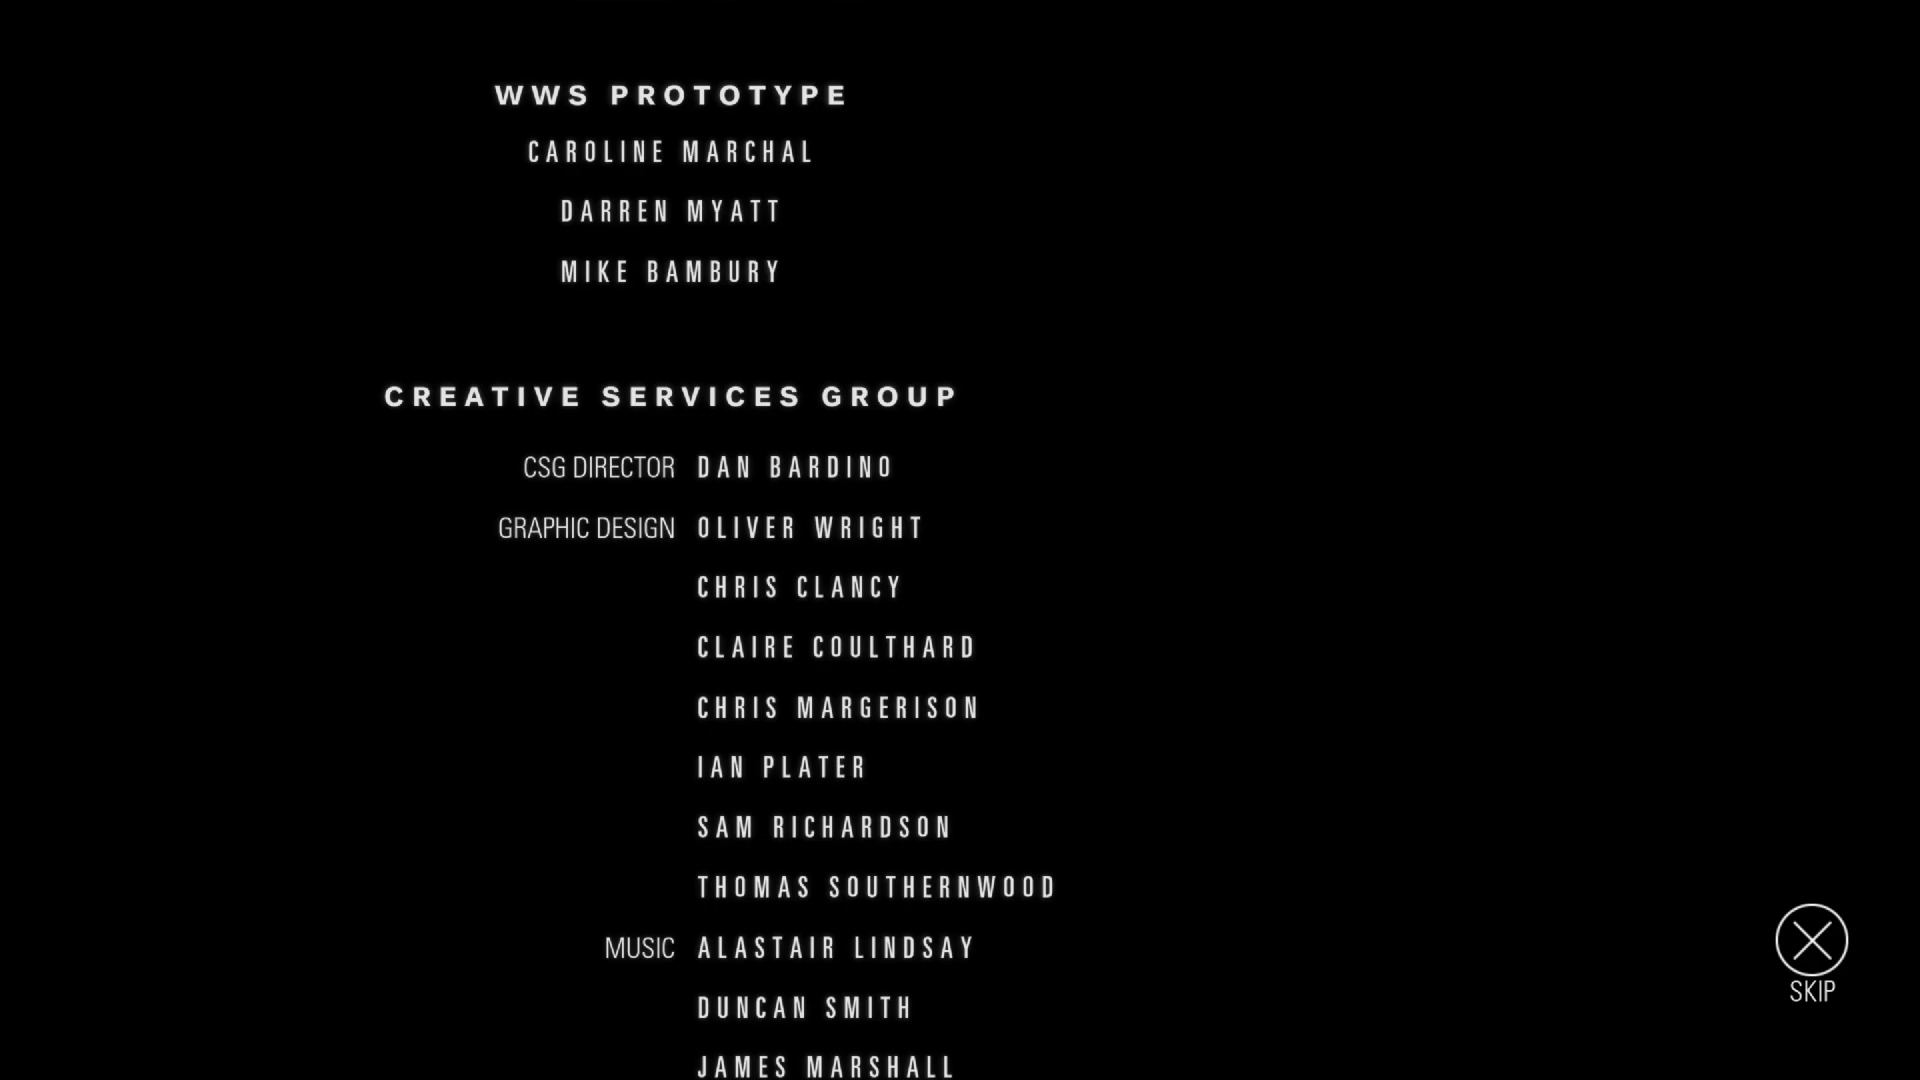 WWS PROTOTYPE
CAROLINE MARCHAL
DARREN MYATT
MIKE BAMBURY
CREATIVE SERVICES GROUP
CSG DIRECTOR DAN BARDINO
GRAPHIC DESIGN OLIVER WRIGHT
CHRIS CLANCY
CLAIRE COULTHARD
CHRIS MARGERISON
IAN PLATER
SAM RICHARDSON
THOMAS SOUTHERNWOOD
MUSIC ALASTAIR LINDSAY
DUNCAN SMITH
JAMES MARSHALL
SKIP